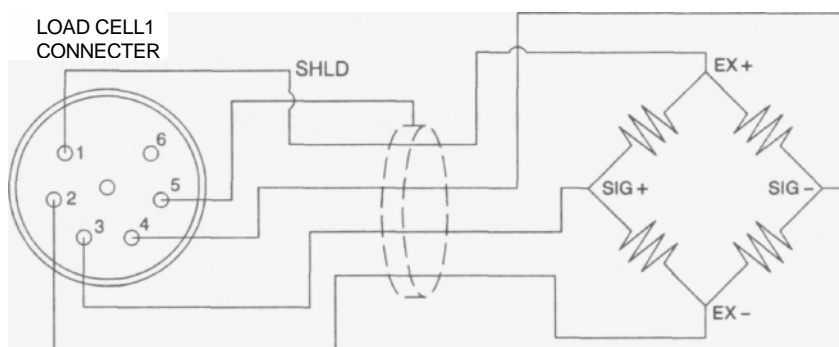 LOAD CELL1
CONNECTER
SHLD
EX+
1
6
2
5
3
4
SIG+
SIG-
EX-